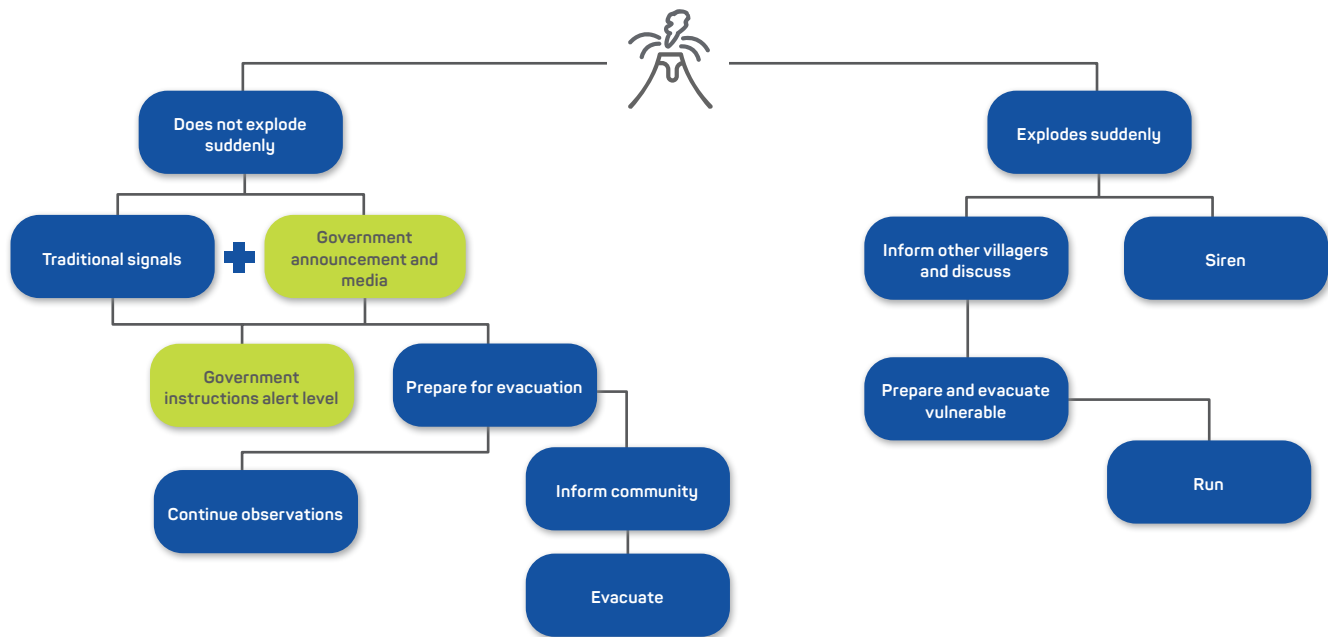 Does not explode
suddenly
Explodes suddenly
Traditional signals
Government
announcement and
media
Inform other villagers
and discuss
Siren
Government
instructions alert level
Prepare for evacuation
Prepare and evacuate
vulnerable
Continue observations
Inform community
Run
Evacuate